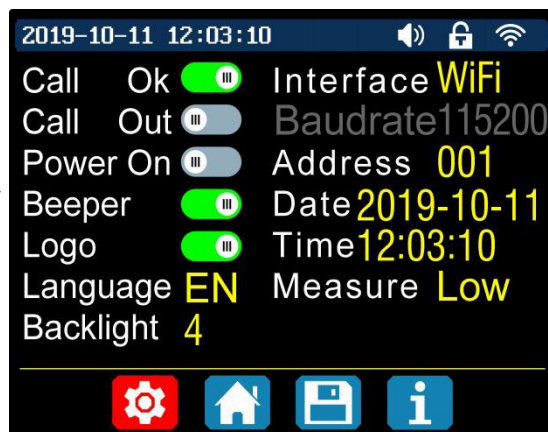 2019-10-11 12:03:10
Call Ok Interface WiFi
Call Out Baudrate 115200
Power On Address 001
Beeper Date 2019-10-11
Logo Time 12:03:10
Language EN Measure Low
Backlight 4